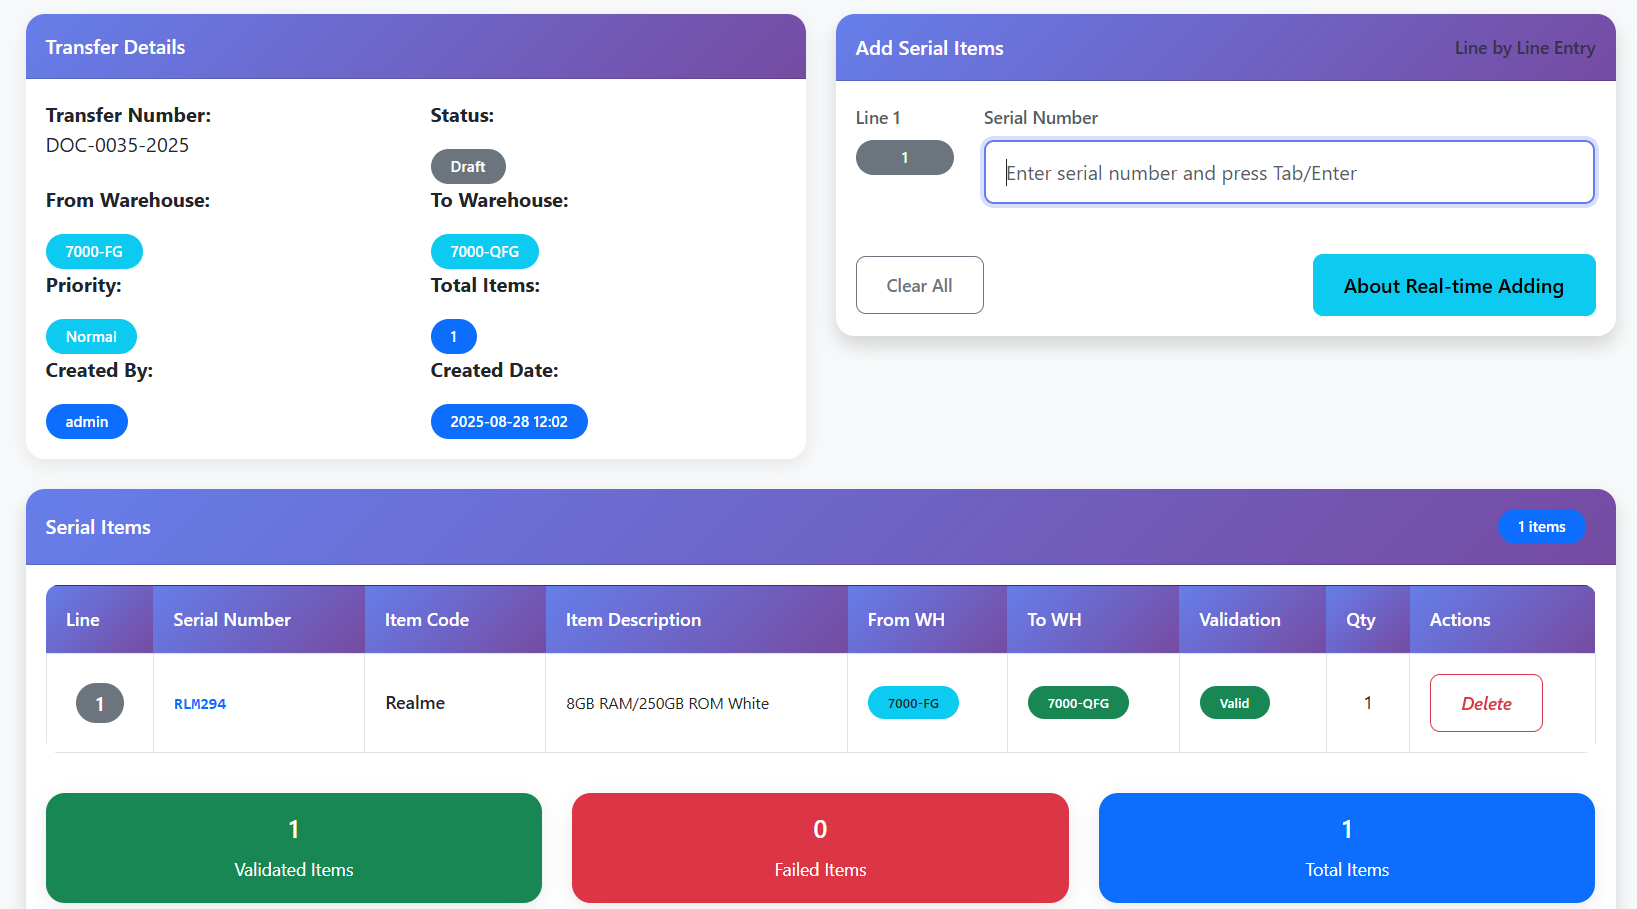 Transfer Details
Transfer Number:
DOC-0035-2025
Status:
Draft
From Warehouse:
7000-FG
To Warehouse:
7000-QFG
Priority:
Normal
Total Items:
1
Created By:
admin
Created Date:
2025-08-28 12:02
Add Serial Items
Line by Line Entry
Line 1
1
Serial Number
Enter serial number and press Tab/Enter
Clear All
About Real-time Adding
Serial Items
1 items
Line Serial Number Item Code Item Description From WH To WH Validation Qty Actions
1 RLM294 Realme 8GB RAM/250GB ROM White 7000-FG 7000-QFG Valid 1 Delete
1
Validated Items
0
Failed Items
1
Total Items